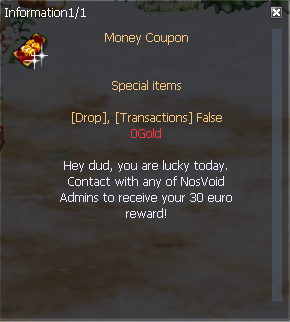 Information1/1
Money Coupon
Special items
[Drop], [Transactions] False
0Gold
Hey dud, you are lucky today.
Contact with any of NosVoid
Admins to receive your 30 euro
reward!